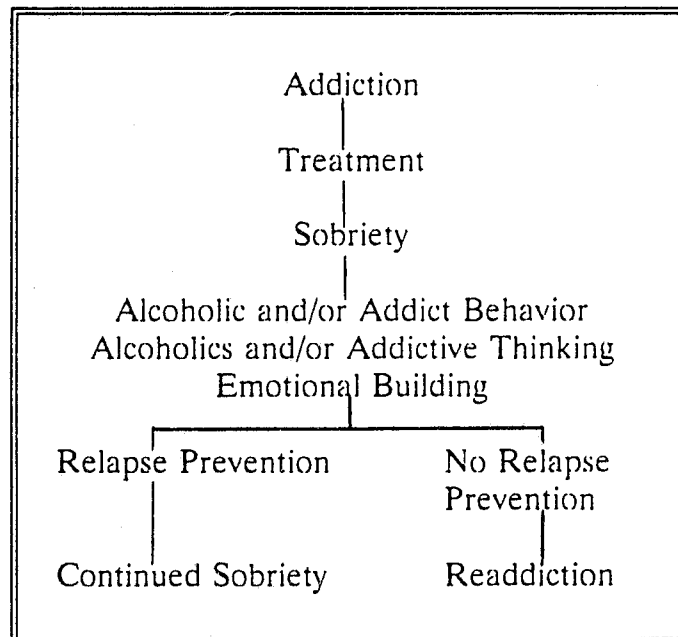 Addiction
Treatment
Sobriety
Alcoholic and/or Addict Behavior
Alcoholics and/or Addictive Thinking
Emotional Building
Relapse Prevention
No Relapse
Prevention
Continued Sobriety
Readdiction